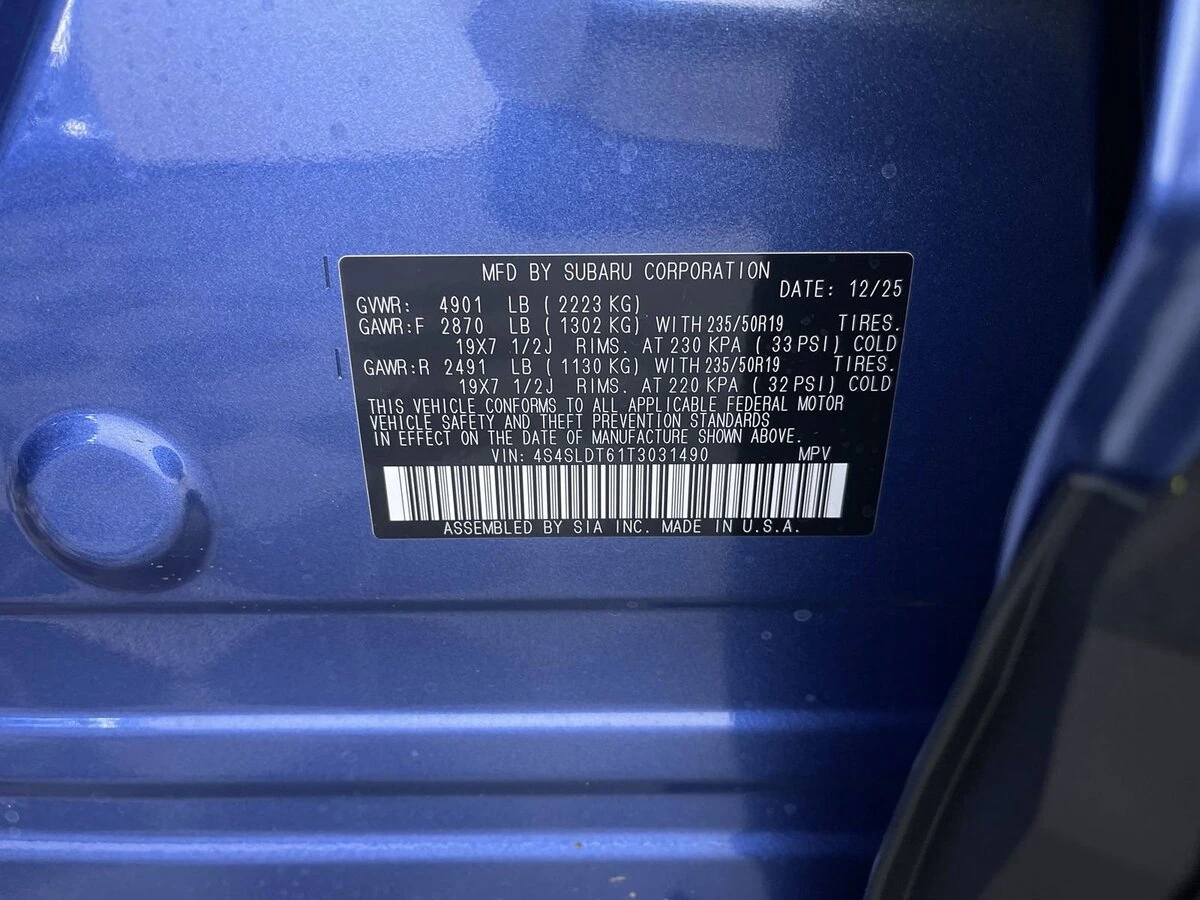 MFD BY SUBARU CORPORATION
DATE: 12/25
GVWR: 4901 LB ( 2223 KG)
GAWR:F 2870 LB ( 1302 KG) WITH 235/50R19 TIRES.
19X7 1/2J RIMS. AT 230 KPA ( 33 PSI) COLD
GAWR:R 2491 LB ( 1130 KG) WITH 235/50R19 TIRES.
19X7 1/2J RIMS. AT 220 KPA ( 32 PSI) COLD
THIS VEHICLE CONFORMS TO ALL APPLICABLE FEDERAL MOTOR
VEHICLE SAFETY AND THEFT PREVENTION STANDARDS
IN EFFECT ON THE DATE OF MANUFACTURE SHOWN ABOVE.
VIN: 4S4SLDT61T3031490 MPV
ASSEMBLED BY SIA INC. MADE IN U.S.A.